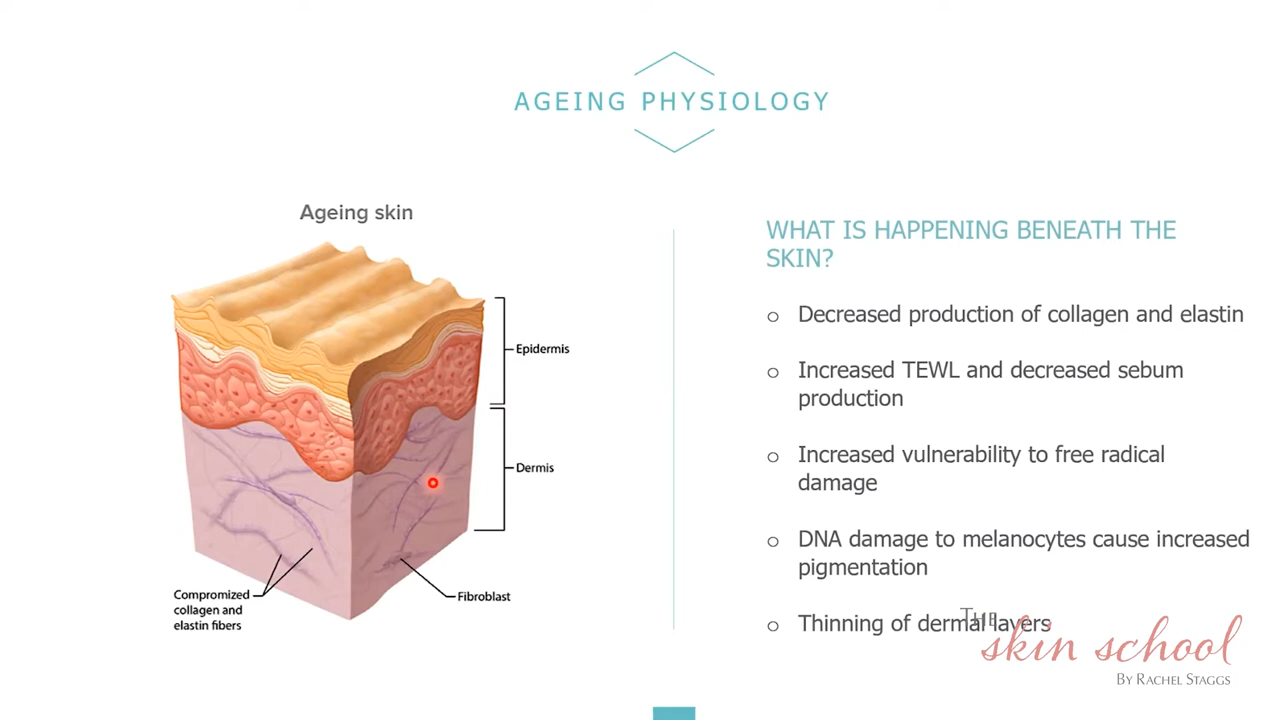 AGEING PHYSIOLOGY
Ageing skin
Epidermis
Dermis
Compromized
collagen and
elastin fibers
Fibroblast
WHAT IS HAPPENING BENEATH THE
SKIN?
Decreased production of collagen and elastin
Increased TEWL and decreased sebum
production
Increased vulnerability to free radical
damage
DNA damage to melanocytes cause increased
pigmentation
Thinning of dermal layers
THE
skin school
BY RACHEL STAGGS